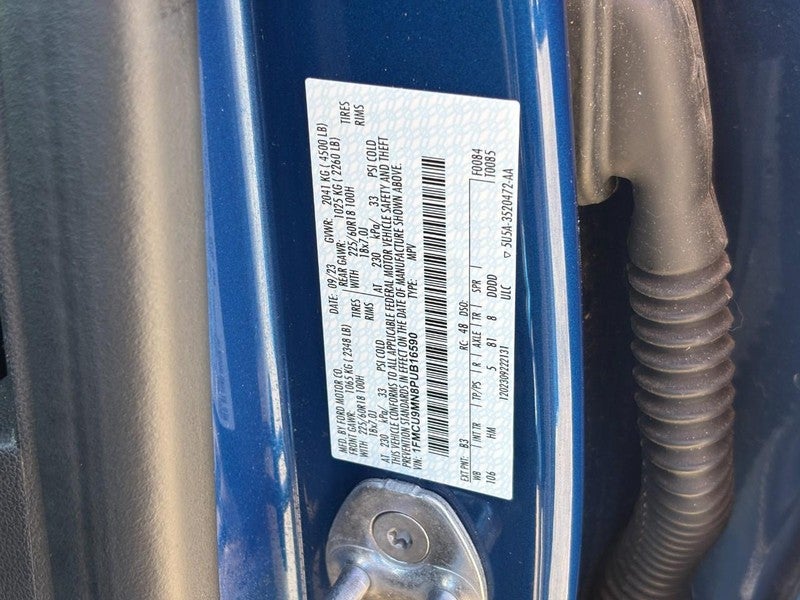 MFD. BY FORD MOTOR CO. DATE: 09/23 GVWR: 2041 KG ( 4500 LB)
FRONT GAWR: 1065 KG ( 2348 LB) REAR GAWR: 1025 KG ( 2260 LB)
WITH 225/60R18 100H TIRES WITH 225/60R18 100H TIRES
18x7.0J RIMS 18x7.0J RIMS
AT 230 kPa/ 33 PSI COLD AT 230 kPa/ 33 PSI COLD
THIS VEHICLE CONFORMS TO ALL APPLICABLE FEDERAL MOTOR VEHICLE SAFETY AND THEFT
PREVENTION STANDARDS IN EFFECT ON THE DATE OF MANUFACTURE SHOWN ABOVE.
VIN: 1FMCU9MN8PUB16590 TYPE: MPV
EXT PNT: B3 RC: 48 DSO: F0084
WB INT TR TP/PS R AXLE TR SPR T0085
106 HM 5 81 8 DDDD
1202309222131 ULC ▽ 5U5A-3520472-AA